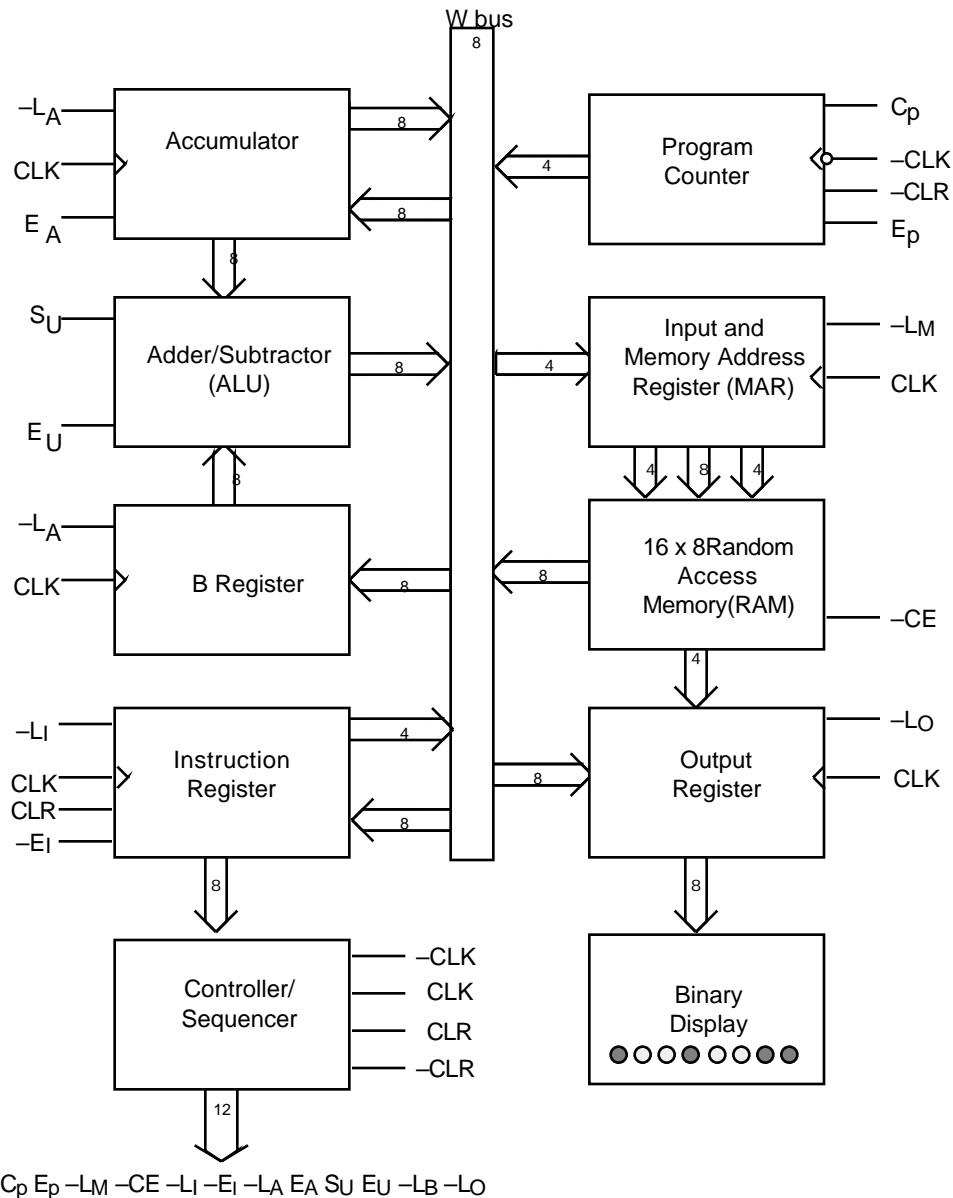 W bus
8
–LA
CLK
EA
Accumulator
8
8
8
Program
Counter
4
Cp
–CLK
–CLR
Ep
SU
EU
Adder/Subtractor
(ALU)
8
8
4
Input and
Memory Address
Register (MAR)
–LM
CLK
4
8
4
–LA
CLK
B Register
8
8
16 x 8Random
Access
Memory(RAM)
–CE
4
–LI
CLK
CLR
–EI
Instruction
Register
4
8
8
8
Output
Register
–LO
CLK
8
Controller/
Sequencer
–CLK
CLK
CLR
–CLR
Binary
Display
12
Cp Ep –LM –CE –LI –EI –LA EA SU EU –LB –LO